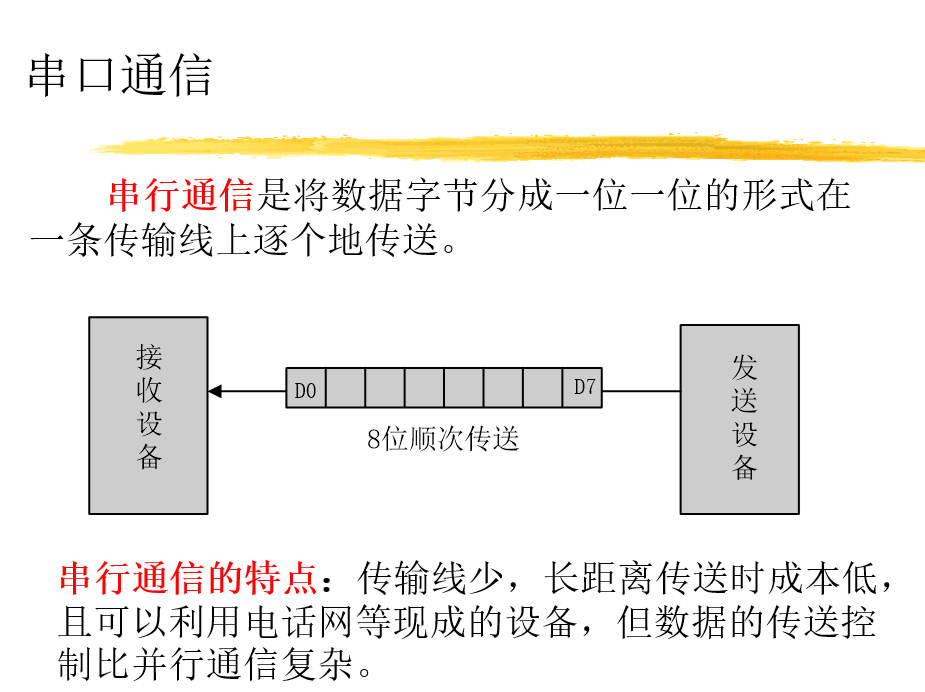 串口通信
串行通信是将数据字节分成一位一位的形式在
一条传输线上逐个地传送。
接收设备
D0
D7
发送设备
8位顺次传送
串行通信的特点：传输线少，长距离传送时成本低，
且可以利用电话网等现成的设备，但数据的传送控
制比并行通信复杂。